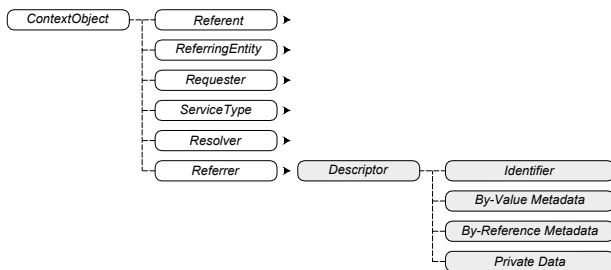 ContextObject
Referent
ReferringEntity
Requester
ServiceType
Resolver
Referrer
Descriptor
Identifier
By-Value Metadata
By-Reference Metadata
Private Data